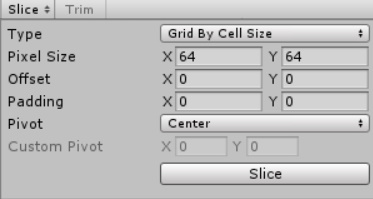 Slice Trim
Type Grid By Cell Size
Pixel Size X 64 Y 64
Offset X 0 Y 0
Padding X 0 Y 0
Pivot Center
Custom Pivot X 0 Y 0
Slice